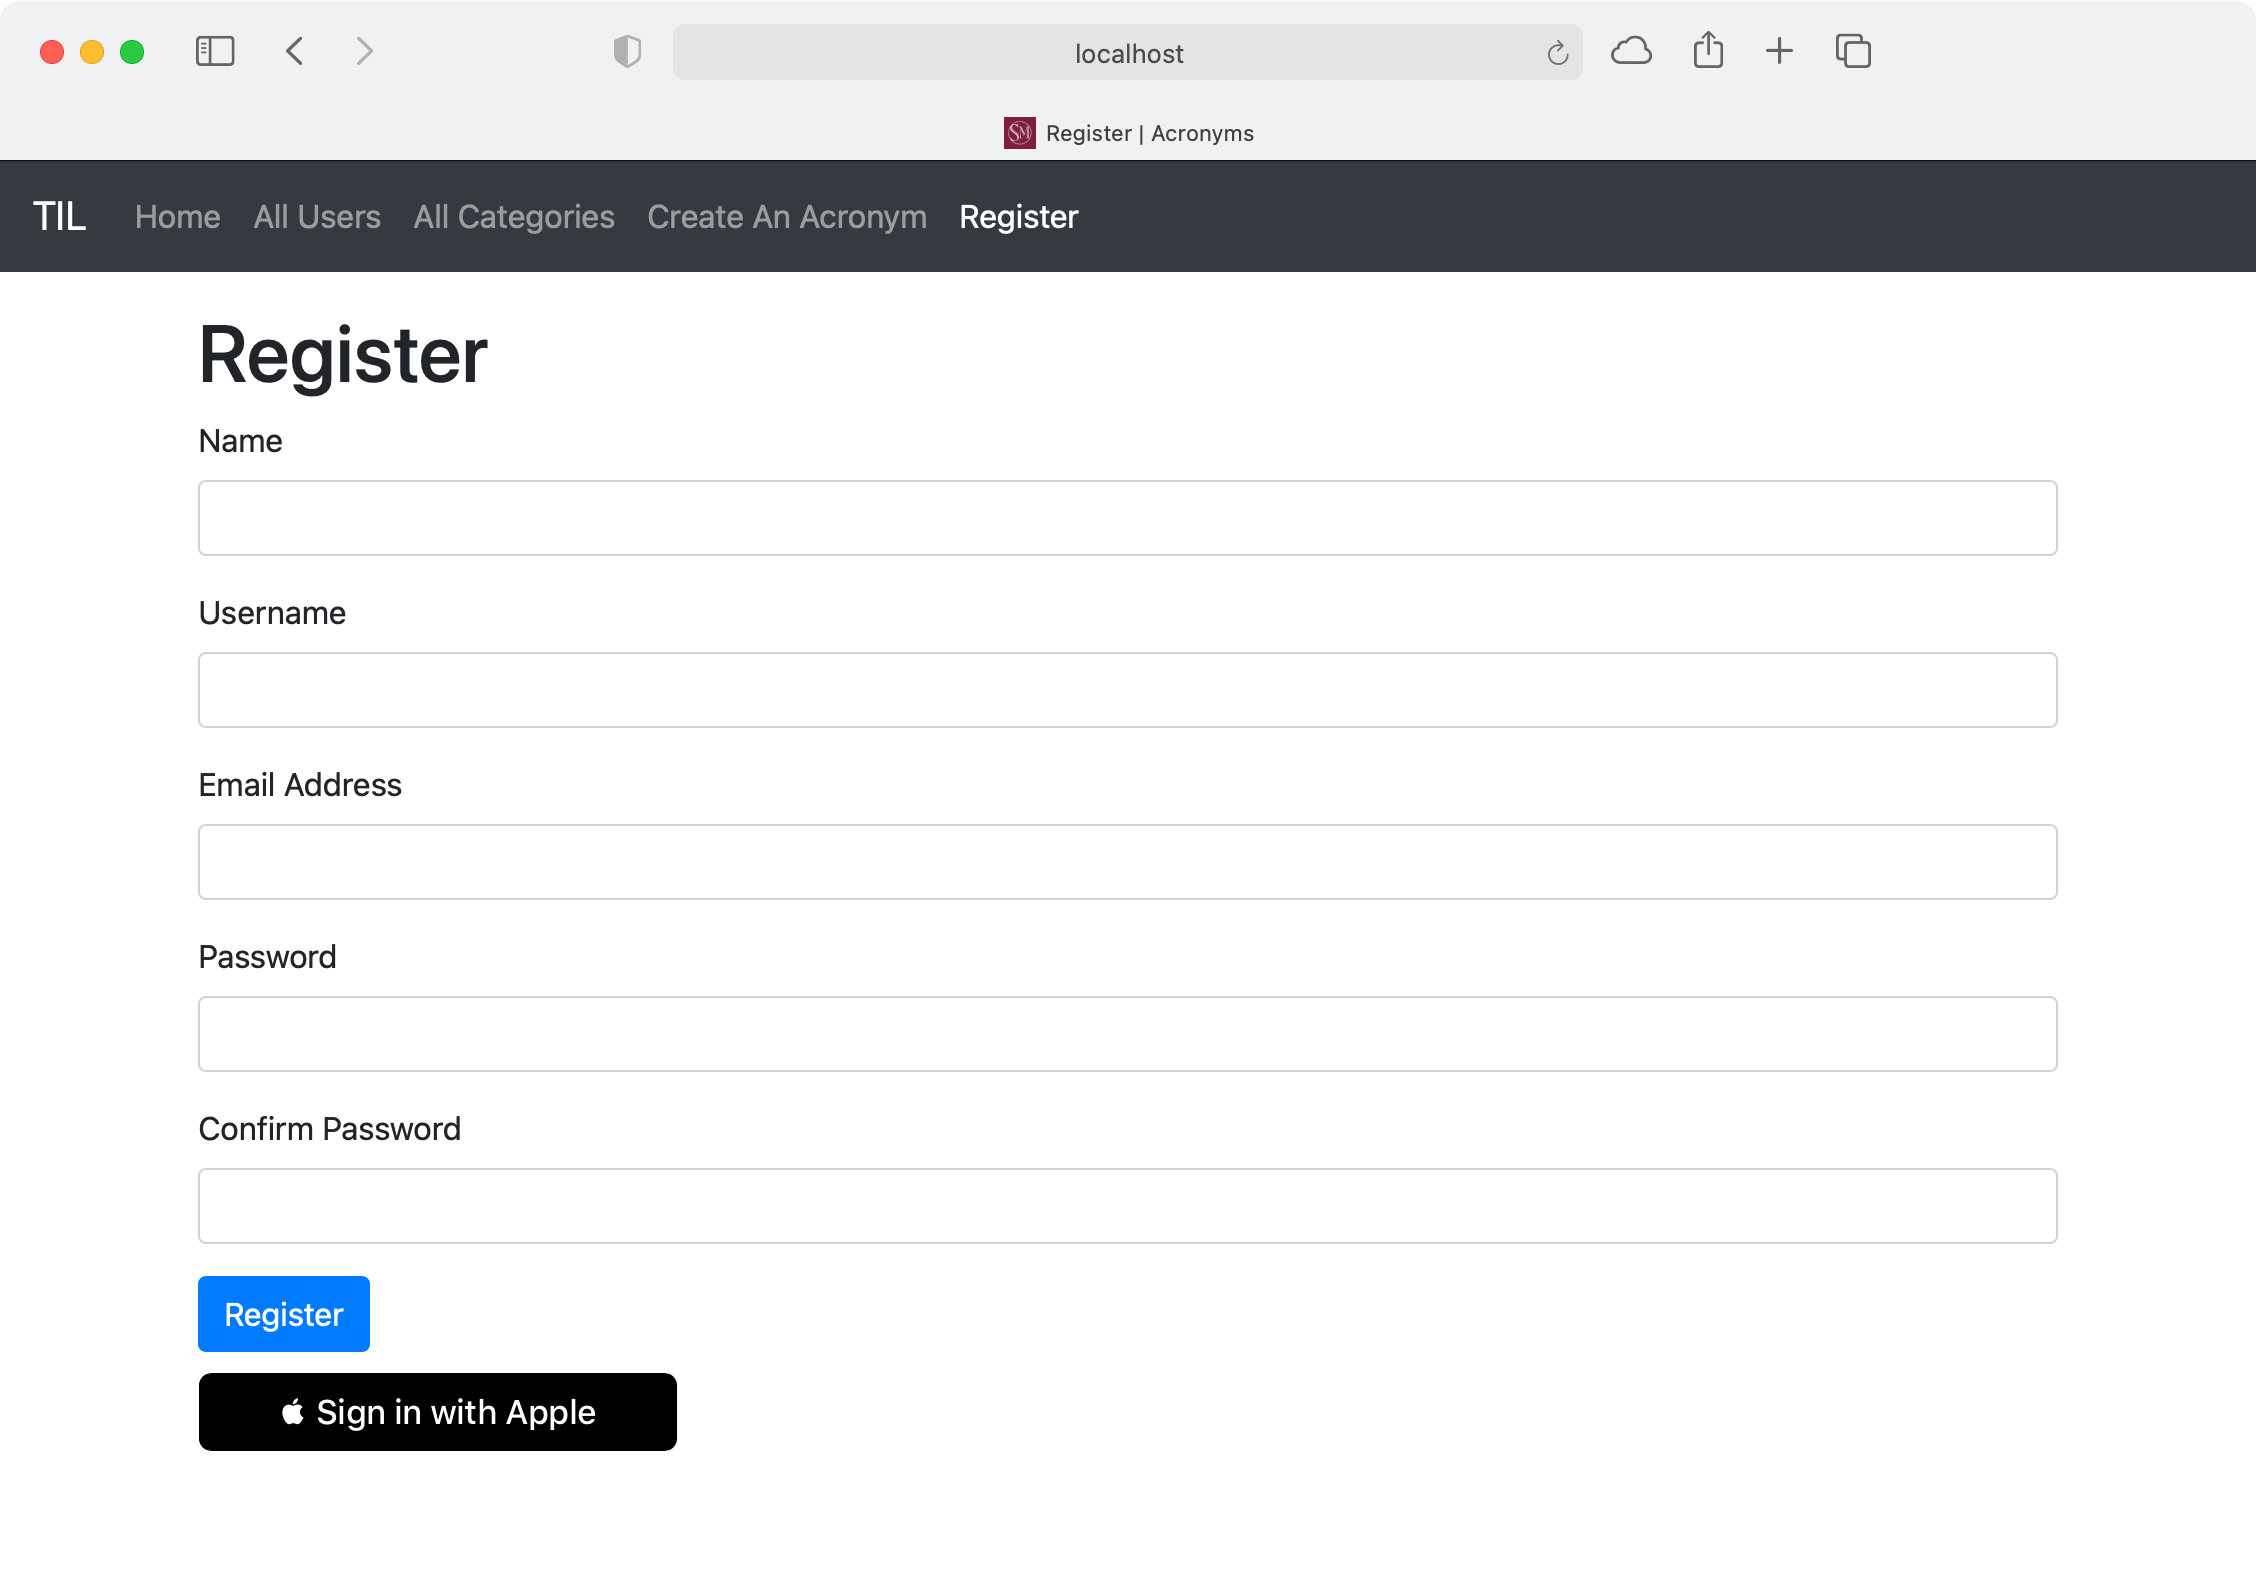 localhost
SM Register | Acronyms
TIL Home All Users All Categories Create An Acronym Register
Register
Name
Username
Email Address
Password
Confirm Password
Register
Sign in with Apple